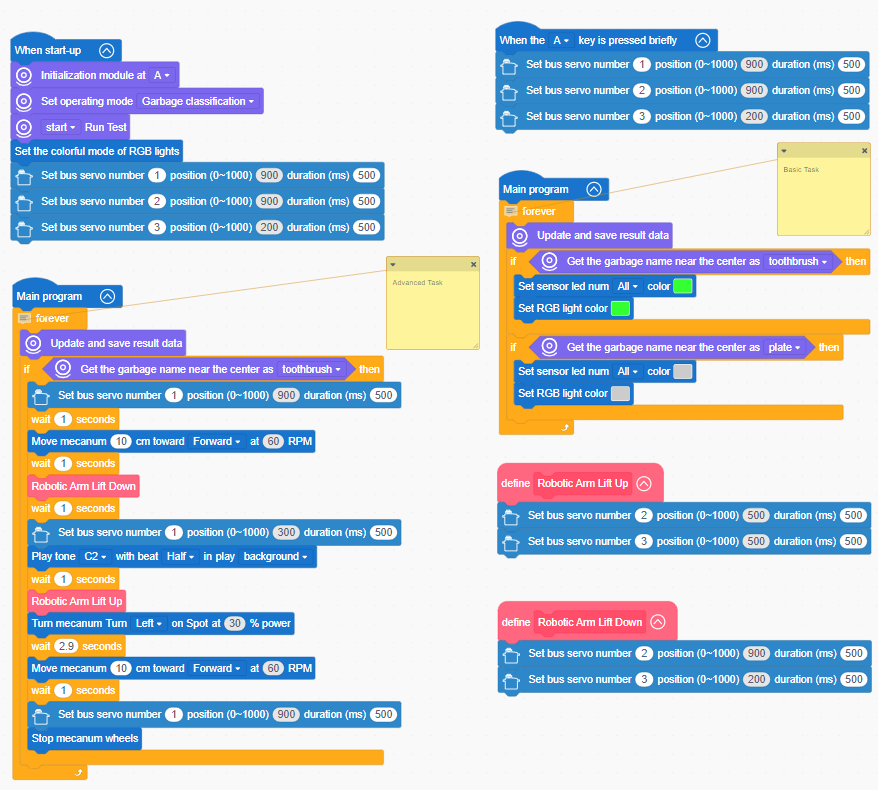 When start-up
Initialization module at A
Set operating mode Garbage classification
start Run Test
Set the colorful mode of RGB lights
Set bus servo number 1 position (0~1000) 900 duration (ms) 500
Set bus servo number 2 position (0~1000) 900 duration (ms) 500
Set bus servo number 3 position (0~1000) 200 duration (ms) 500
Main program
forever
Update and save result data
if Get the garbage name near the center as toothbrush then
Set bus servo number 1 position (0~1000) 900 duration (ms) 500
wait 1 seconds
Move mecanum 10 cm toward Forward at 60 RPM
wait 1 seconds
Robotic Arm Lift Down
wait 1 seconds
Set bus servo number 1 position (0~1000) 300 duration (ms) 500
Play tone C2 with beat Half in play background
wait 1 seconds
Robotic Arm Lift Up
Turn mecanum Turn Left on Spot at 30 % power
wait 2.9 seconds
Move mecanum 10 cm toward Forward at 60 RPM
wait 1 seconds
Set bus servo number 1 position (0~1000) 900 duration (ms) 500
Stop mecanum wheels
Advanced Task
When the A key is pressed briefly
Set bus servo number 1 position (0~1000) 900 duration (ms) 500
Set bus servo number 2 position (0~1000) 900 duration (ms) 500
Set bus servo number 3 position (0~1000) 200 duration (ms) 500
Basic Task
Main program
forever
Update and save result data
if Get the garbage name near the center as toothbrush then
Set sensor led num All color
Set RGB light color
if Get the garbage name near the center as plate then
Set sensor led num All color
Set RGB light color
define Robotic Arm Lift Up
Set bus servo number 2 position (0~1000) 500 duration (ms) 500
Set bus servo number 3 position (0~1000) 500 duration (ms) 500
define Robotic Arm Lift Down
Set bus servo number 2 position (0~1000) 900 duration (ms) 500
Set bus servo number 3 position (0~1000) 200 duration (ms) 500